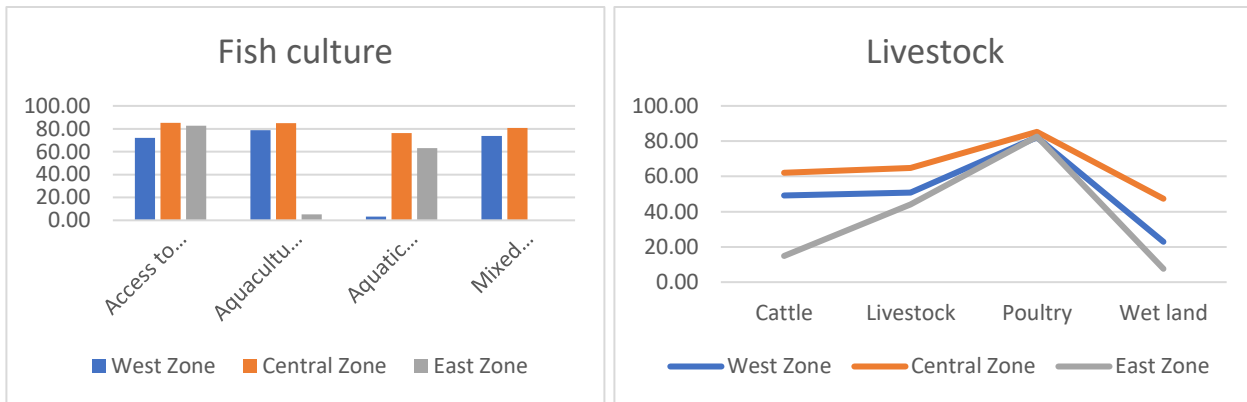 Fish culture
100.00
80.00
60.00
40.00
20.00
0.00
Access to...
Aquacultu...
Aquatic...
Mixed...
West Zone Central Zone East Zone
Livestock
100.00
80.00
60.00
40.00
20.00
0.00
Cattle Livestock Poultry Wet land
West Zone Central Zone East Zone